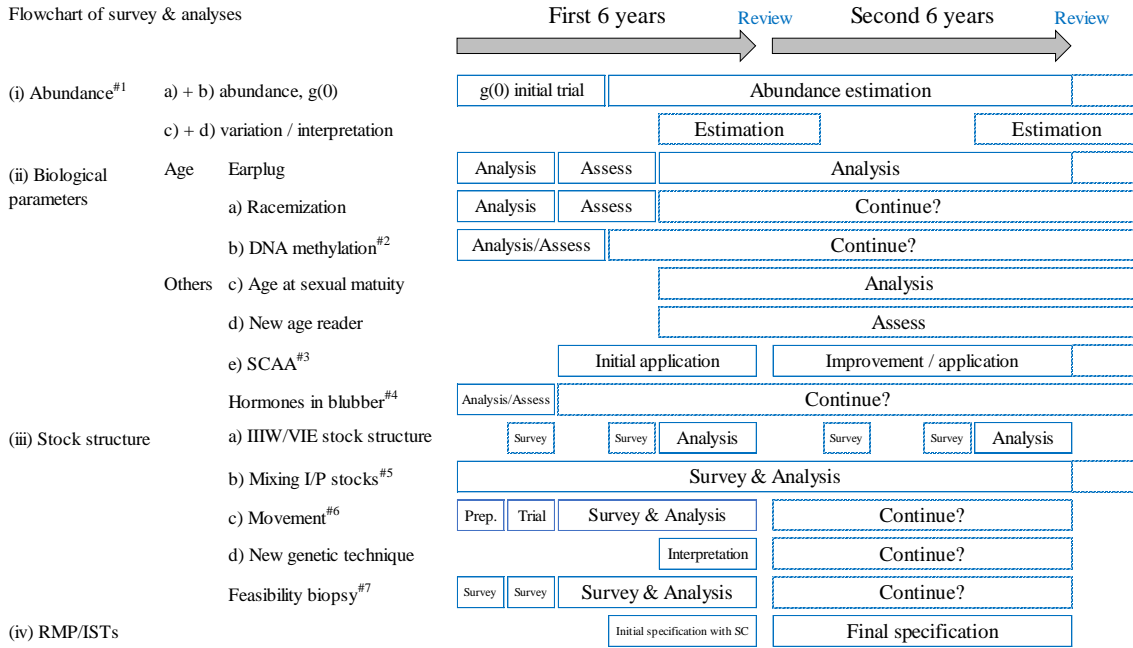 Flowchart of survey & analyses First 6 years Review Second 6 years Review
(i) Abundance#1 a) + b) abundance, g(0) g(0) initial trial Abundance estimation
c) + d) variation / interpretation Estimation Estimation
(ii) Biological parameters Age Earplug Analysis Assess Analysis
a) Racemization Analysis Assess Continue?
b) DNA methylation#2 Analysis/Assess Continue?
Others c) Age at sexual matuity Analysis
d) New age reader Assess
e) SCAA#3 Initial application Improvement / application
Hormones in blubber#4 Analysis/Assess Continue?
(iii) Stock structure a) IIIW/VIE stock structure Survey Survey Analysis Survey Survey Analysis
b) Mixing I/P stocks#5 Survey & Analysis
c) Movement#6 Prep. Trial Survey & Analysis Continue?
d) New genetic technique Interpretation Continue?
Feasibility biopsy#7 Survey Survey Survey & Analysis Continue?
(iv) RMP/ISTs Initial specification with SC Final specification